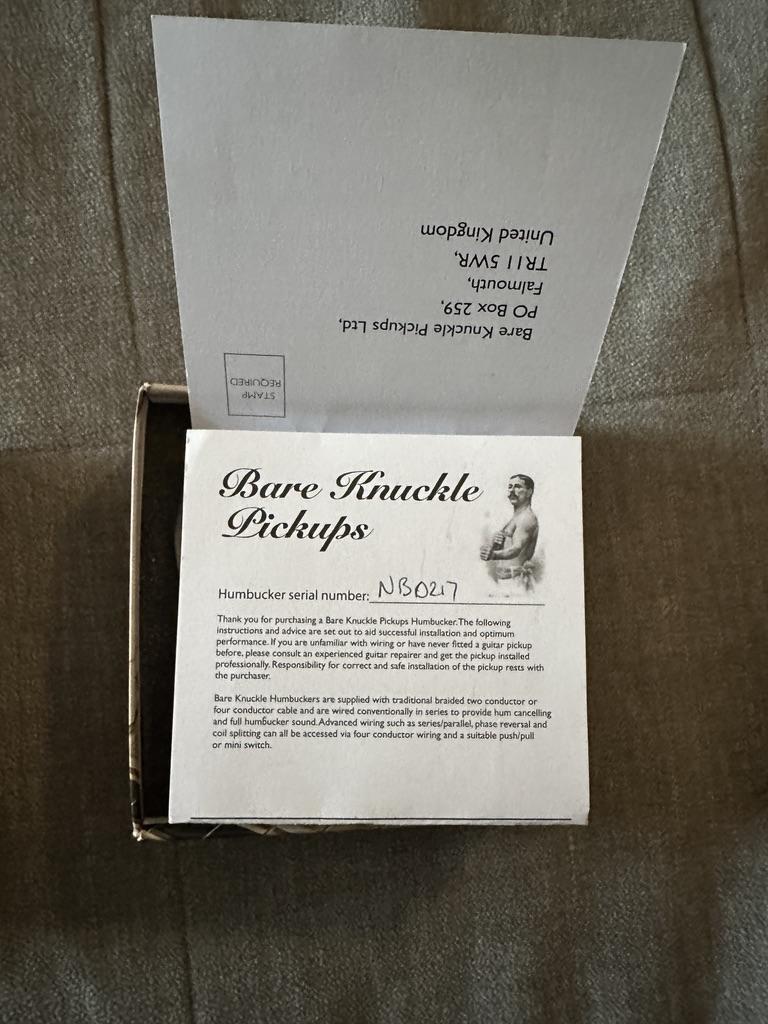 Bare Knuckle Pickups Ltd,
PO Box 259,
Falmouth,
TR11 5WR,
United Kingdom
STAMP
REQUIRED
Bare Knuckle
Pickups
Humbucker serial number: NB0217
Thank you for purchasing a Bare Knuckle Pickups Humbucker.The following
instructions and advice are set out to aid successful installation and optimum
performance. If you are unfamiliar with wiring or have never fitted a guitar pickup
before, please consult an experienced guitar repairer and get the pickup installed
professionally. Responsibility for correct and safe installation of the pickup rests with
the purchaser.
Bare Knuckle Humbuckers are supplied with traditional braided two conductor or
four conductor cable and are wired conventionally in series to provide hum cancelling
and full humbucker sound. Advanced wiring such as series/parallel, phase reversal and
coil splitting can all be accessed via four conductor wiring and a suitable push/pull
or mini switch.